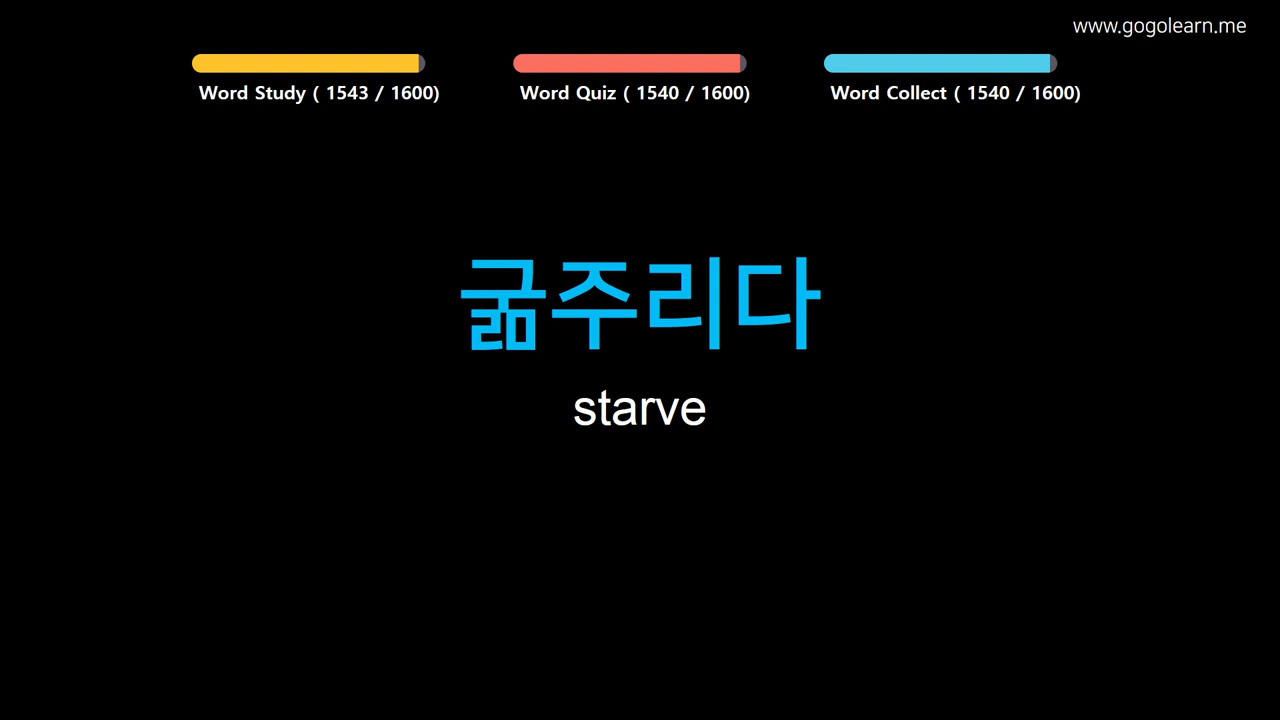 www.gogolearn.me
Word Study ( 1543 / 1600)
Word Quiz ( 1540 / 1600)
Word Collect ( 1540 / 1600)
굶주리다
starve